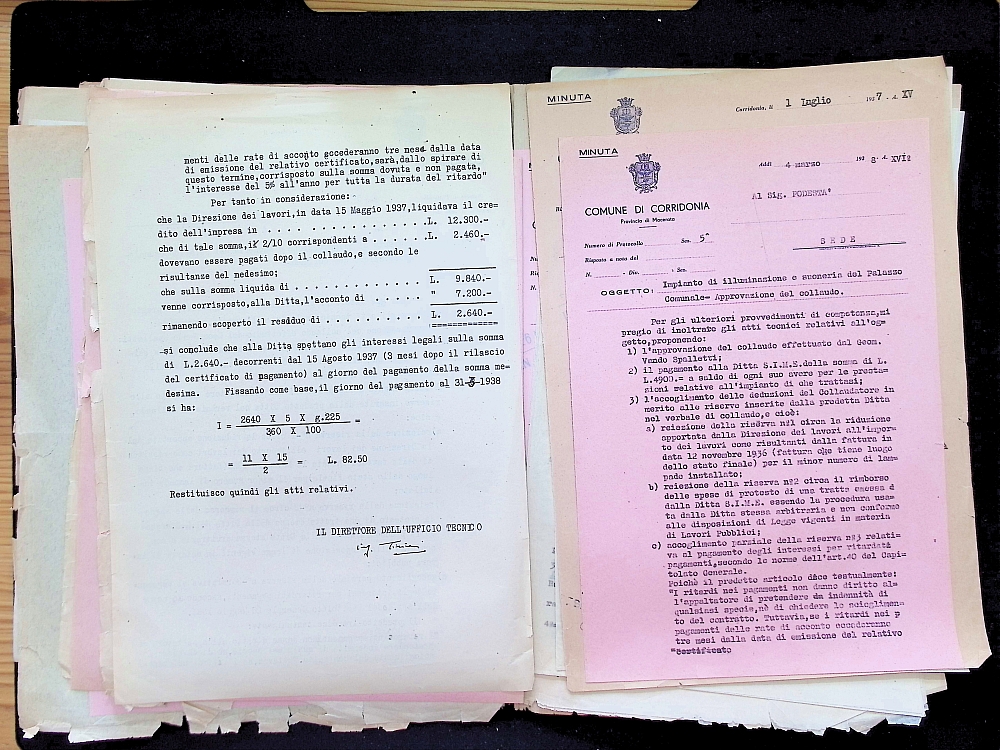 menti delle rate di acconto eccederanno tre mesi dalla data
di emissione del relativo certificato,sarà,dallo spirare di
questo termine,corrisposto sulla somma dovuta e non pagata,
l'interesse del 5% all'anno per tutta la durata del ritardo"
Per tanto in considerazione:
che la Direzione dei lavori,in data 15 Maggio 1937,liquidava il cre=
dito dell'impresa in . . . . . . . . . . . . . . . .L. 12.300.-
che di tale somma,i 2/10 corrispondenti a . . . . . .L. 2.460.-
dovevano essere pagati dopo il collaudo,e secondo le
risultanze del medesimo;
che sulla somma liquida di . . . . . . . . . . . . L. 9.840.-
venne corrisposto,alla Ditta,l'acconto di . . . . . " 7.200.-
rimanendo scoperto il residuo di . . . . . . . . . . L. 2.640.-
=============
-si conclude che alla Ditta spettano gli interessi legali sulla somma
di L.2.640.- decorrenti dal 15 Agosto 1937 (3 mesi dopo il rilascio
del certificato di pagamento) al giorno del pagamento della somma me=
desima. Fissando come base,il giorno del pagamento al 31-3-1938
si ha:
I = 2640 X 5 X g.225 =
360 X 100
= 11 X 15 = L. 82.50
2
Restituisco quindi gli atti relativi.
IL DIRETTORE DELL'UFFICIO TECNICO
MINUTA
Corridonia, li 1 Luglio 1937 - A. XV
MINUTA
Addì 4 marzo 1938 - A. XVI
Al Sig. PODESTA'
COMUNE DI CORRIDONIA
Provincia di Macerata
Numero di Protocollo Sez. 5^
SEDE
Risposta a nota del
N. - Div. - Sez.
OGGETTO: Impianto di illuminazione e suoneria del Palazzo
Comunale- Approvazione del collaudo.
Per gli ulteriori provvedimenti di competenza,mi
pregio di inoltrare gli atti tecnici relativi all'og=
getto,proponendo:
1) l'approvazione del collaudo effettuato dal Geom.
Vando Spalletti;
2) il pagamento alla Ditta S.I.M.E.della somma di L.
L.4900.= a saldo di ogni suo avere per le presta=
zioni relative all'impianto di che trattasi;
3) l'accoglimento delle deduzioni del Collaudatore in
merito alle riserve inserite dalla predetta Ditta
nel verbale di collaudo,e cioè:
a) reiezione della riserva n°1 circa la riduzione
apportata dalla Direzione dei lavori all'impor=
to dei lavori come risultanti dalla fattura in
data 12 novembre 1936 (fattura che tiene luogo
dello stato finale) per il minor numero di lam=
pade installato;
b) reiezione della riserva n°2 circa il rimborso
delle spese di protesto di una tratta emessa d
dalla Ditta S.I.M.E. essendo la procedura usa=
ta dalla Ditta stessa arbitraria e non conforme
alle disposizioni di Legge vigenti in materia
di Lavori Pubblici;
c) accoglimento parziale della riserva n°3 relati=
va al pagamento degli interessi per ritardati
pagamenti,secondo le norme dell'art.40 del Capi=
tolato Generale.
Poichè il predetto articolo dice testualmente:
"I ritardi nei pagamenti non danno diritto al=
l'appaltatore di pretendere da indennità di
qualsiasi specie,nè di chiedere lo scioglimen=
to del contratto. Tuttavia,se i ritardi nei p
pagamenti delle rate di acconto eccederanno
tre mesi dalla data di emissione del relativo
"certificato